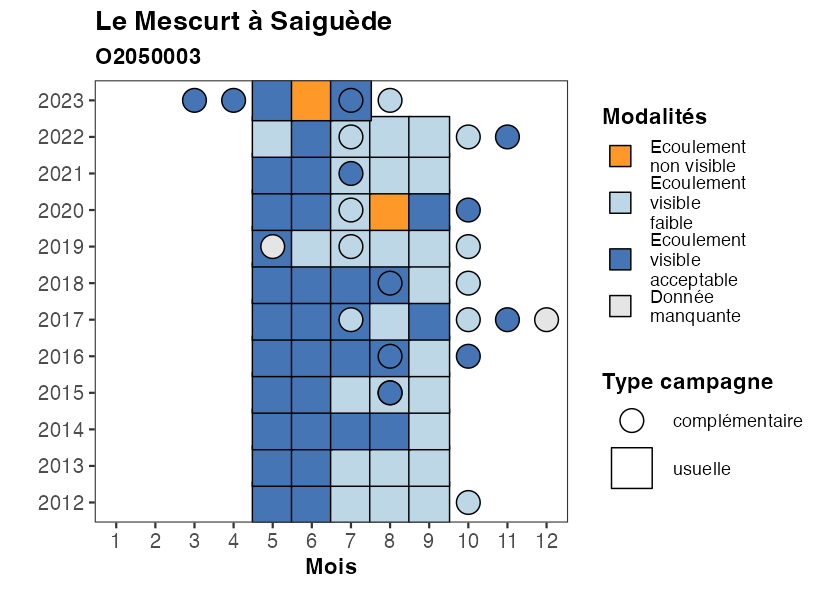 Le Mescurt à Saiguède
O2050003
2023
2022
2021
2020
2019
2018
2017
2016
2015
2014
2013
2012
1 2 3 4 5 6 7 8 9 10 11 12
Mois
Modalités
Ecoulement
non visible
Ecoulement
visible
faible
Ecoulement
visible
acceptable
Donnée
manquante
Type campagne
complémentaire
usuelle